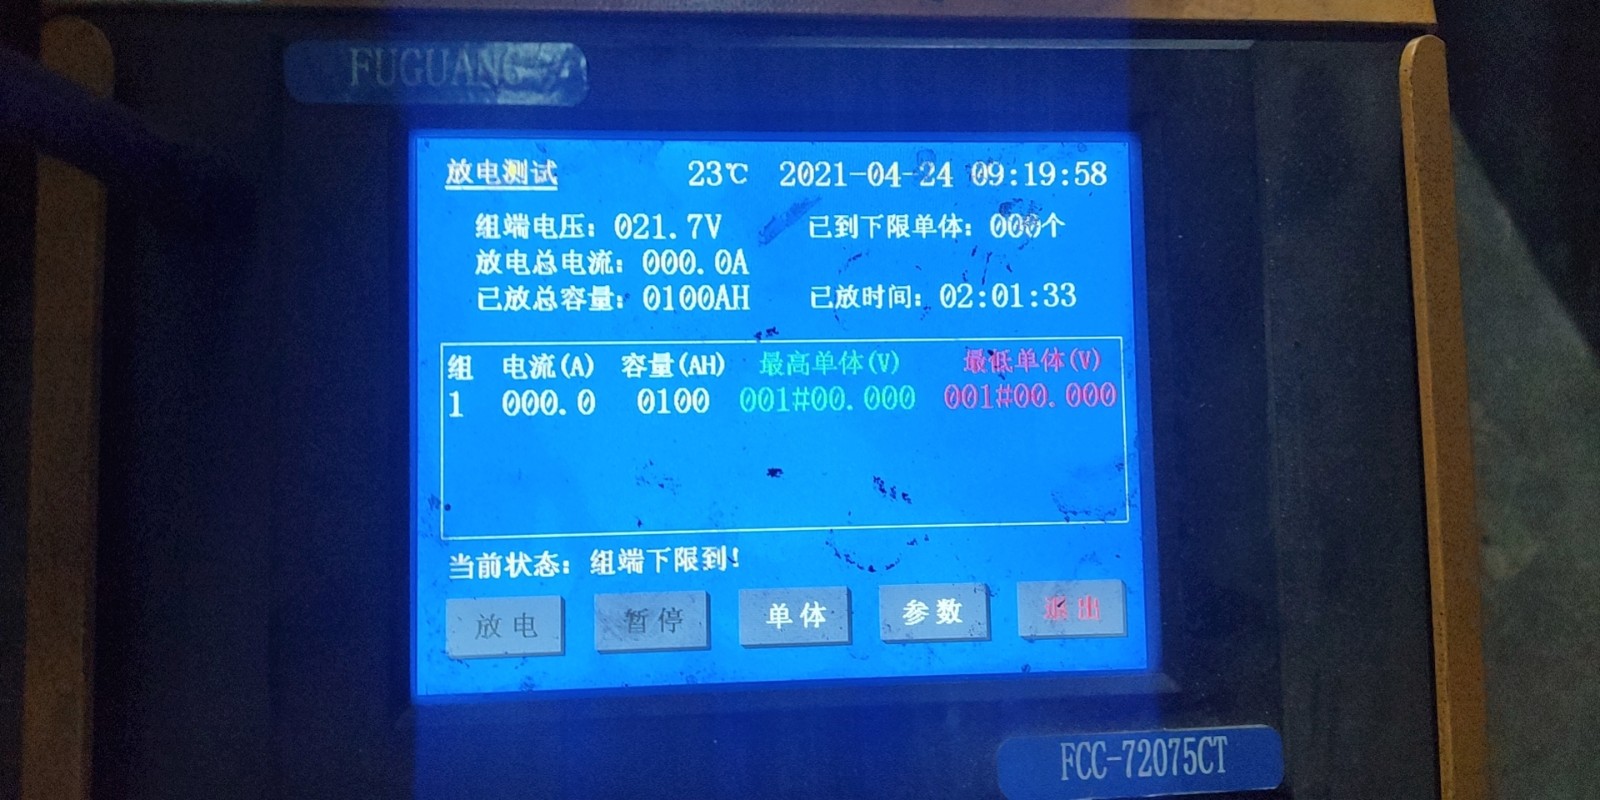 FUGUANG
放电测试 23℃ 2021-04-24 09:19:58
组端电压：021.7V 已到下限单体：000个
放电总电流：000.0A
已放总容量：0100AH 已放时间：02:01:33
组 电流(A) 容量(AH) 最高单体(V) 最低单体(V)
1 000.0 0100 001#00.000 001#00.000
当前状态：组端下限到!
放电 暂停 单体 参数 退出
FCC-72075CT